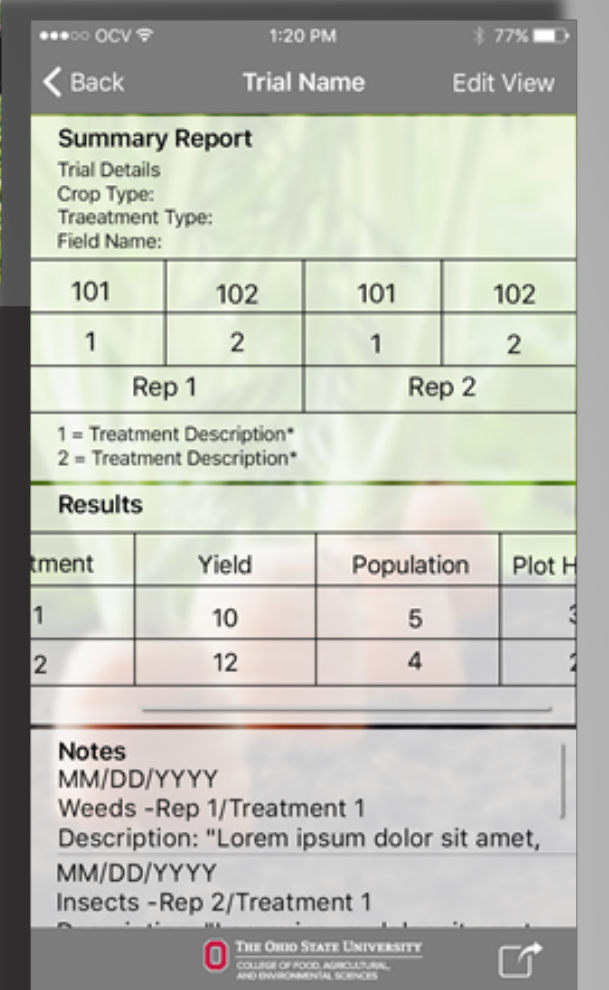 OCV 1:20 PM 77%
Back Trial Name Edit View
Summary Report
Trial Details
Crop Type:
Traeatment Type:
Field Name:
101 102 101 102
1 2 1 2
Rep 1 Rep 2
1 = Treatment Description*
2 = Treatment Description*
Results
tment Yield Population Plot H
1 10 5
2 12 4
Notes
MM/DD/YYYY
Weeds -Rep 1/Treatment 1
Description: "Lorem ipsum dolor sit amet,
MM/DD/YYYY
Insects -Rep 2/Treatment 1
THE OHIO STATE UNIVERSITY
COLLEGE OF FOOD, AGRICULTURAL,
AND ENVIRONMENTAL SCIENCES